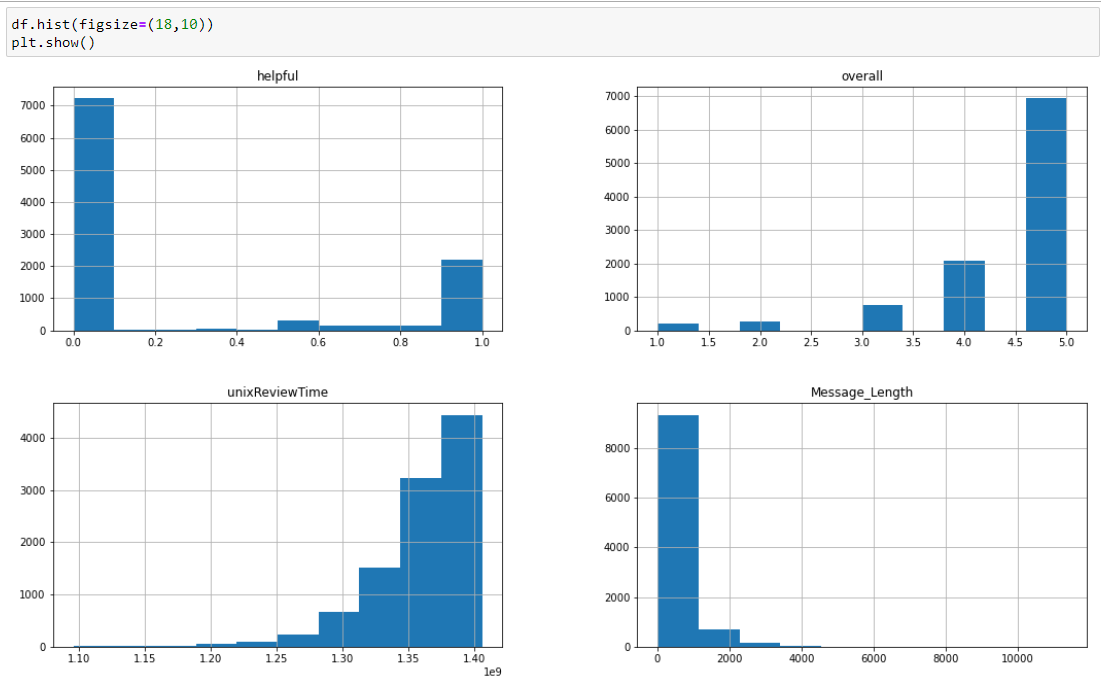 df.hist(figsize=(18,10))
plt.show()
helpful
7000
6000
5000
4000
3000
2000
1000
0
0.0 0.2 0.4 0.6 0.8 1.0
overall
7000
6000
5000
4000
3000
2000
1000
0
1.0 1.5 2.0 2.5 3.0 3.5 4.0 4.5 5.0
unixReviewTime
4000
3000
2000
1000
0
1.10 1.15 1.20 1.25 1.30 1.35 1.40
1e9
Message_Length
8000
6000
4000
2000
0
0 2000 4000 6000 8000 10000